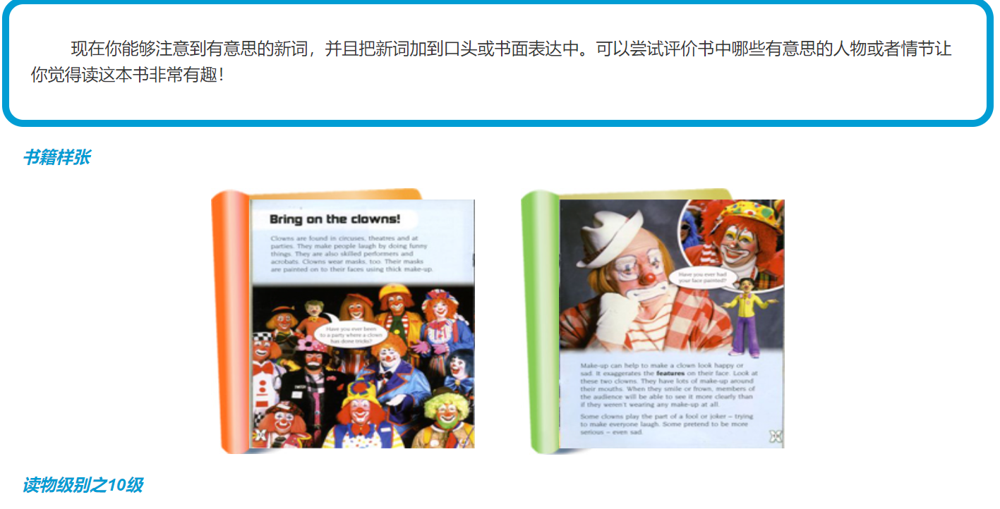 现在你能够注意到有意思的新词，并且把新词加到口头或书面表达中。可以尝试评价书中哪些有意思的人物或者情节让
你觉得读这本书非常有趣！
书籍样张
Bring on the clowns!
Clowns are found in circuses, theatres and at
parties. They make people laugh by doing funny
things. They are also skilled performers and
acrobats. Clowns wear masks, too. Their masks
are painted on to their faces using thick make-up.
Have you ever been
to a party where a clown
has done tricks?
Have you ever had
your face painted?
Make-up can help to make a clown look happy or
sad. It exaggerates the features on their face. Look at
these two clowns. They have lots of make-up around
their mouths. When they smile or frown, members of
the audience will be able to see it more clearly than
if they weren't wearing any make-up at all.
Some clowns play the part of a fool or joker – trying
to make everyone laugh. Some pretend to be more
serious – even sad.
读物级别之10级